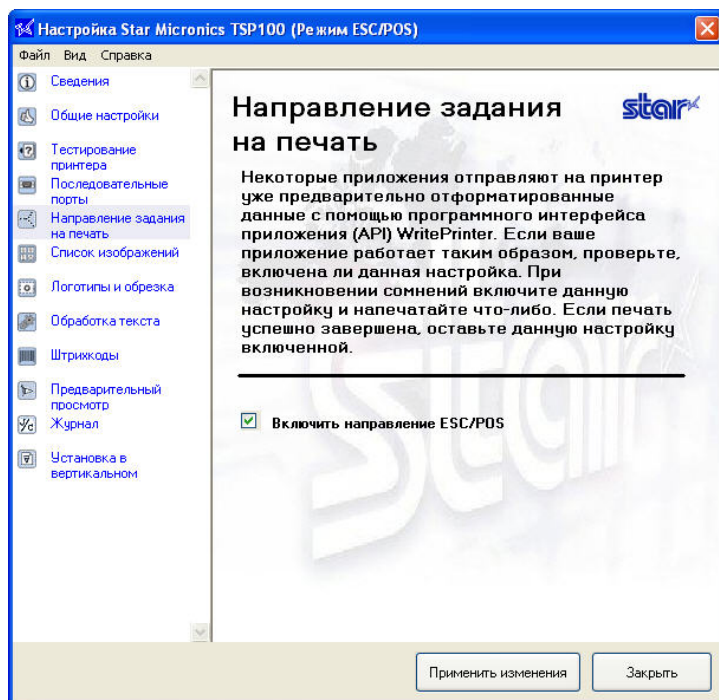 Настройка Star Micronics TSP100 (Режим ESC/POS)
Файл Вид Справка
Сведения
Общие настройки
Тестирование
принтера
Последовательные
порты
Направление задания
на печать
Список изображений
Логотипы и обрезка
Обработка текста
Штрихкоды
Предварительный
просмотр
Журнал
Установка в
вертикальном
Направление задания
на печать
star
Некоторые приложения отправляют на принтер
уже предварительно отформатированные
данные с помощью программного интерфейса
приложения (API) WritePrinter. Если ваше
приложение работает таким образом, проверьте,
включена ли данная настройка. При
возникновении сомнений включите данную
настройку и напечатайте что-либо. Если печать
успешно завершена, оставьте данную настройку
включенной.
Включить направление ESC/POS
Применить изменения
Закрыть